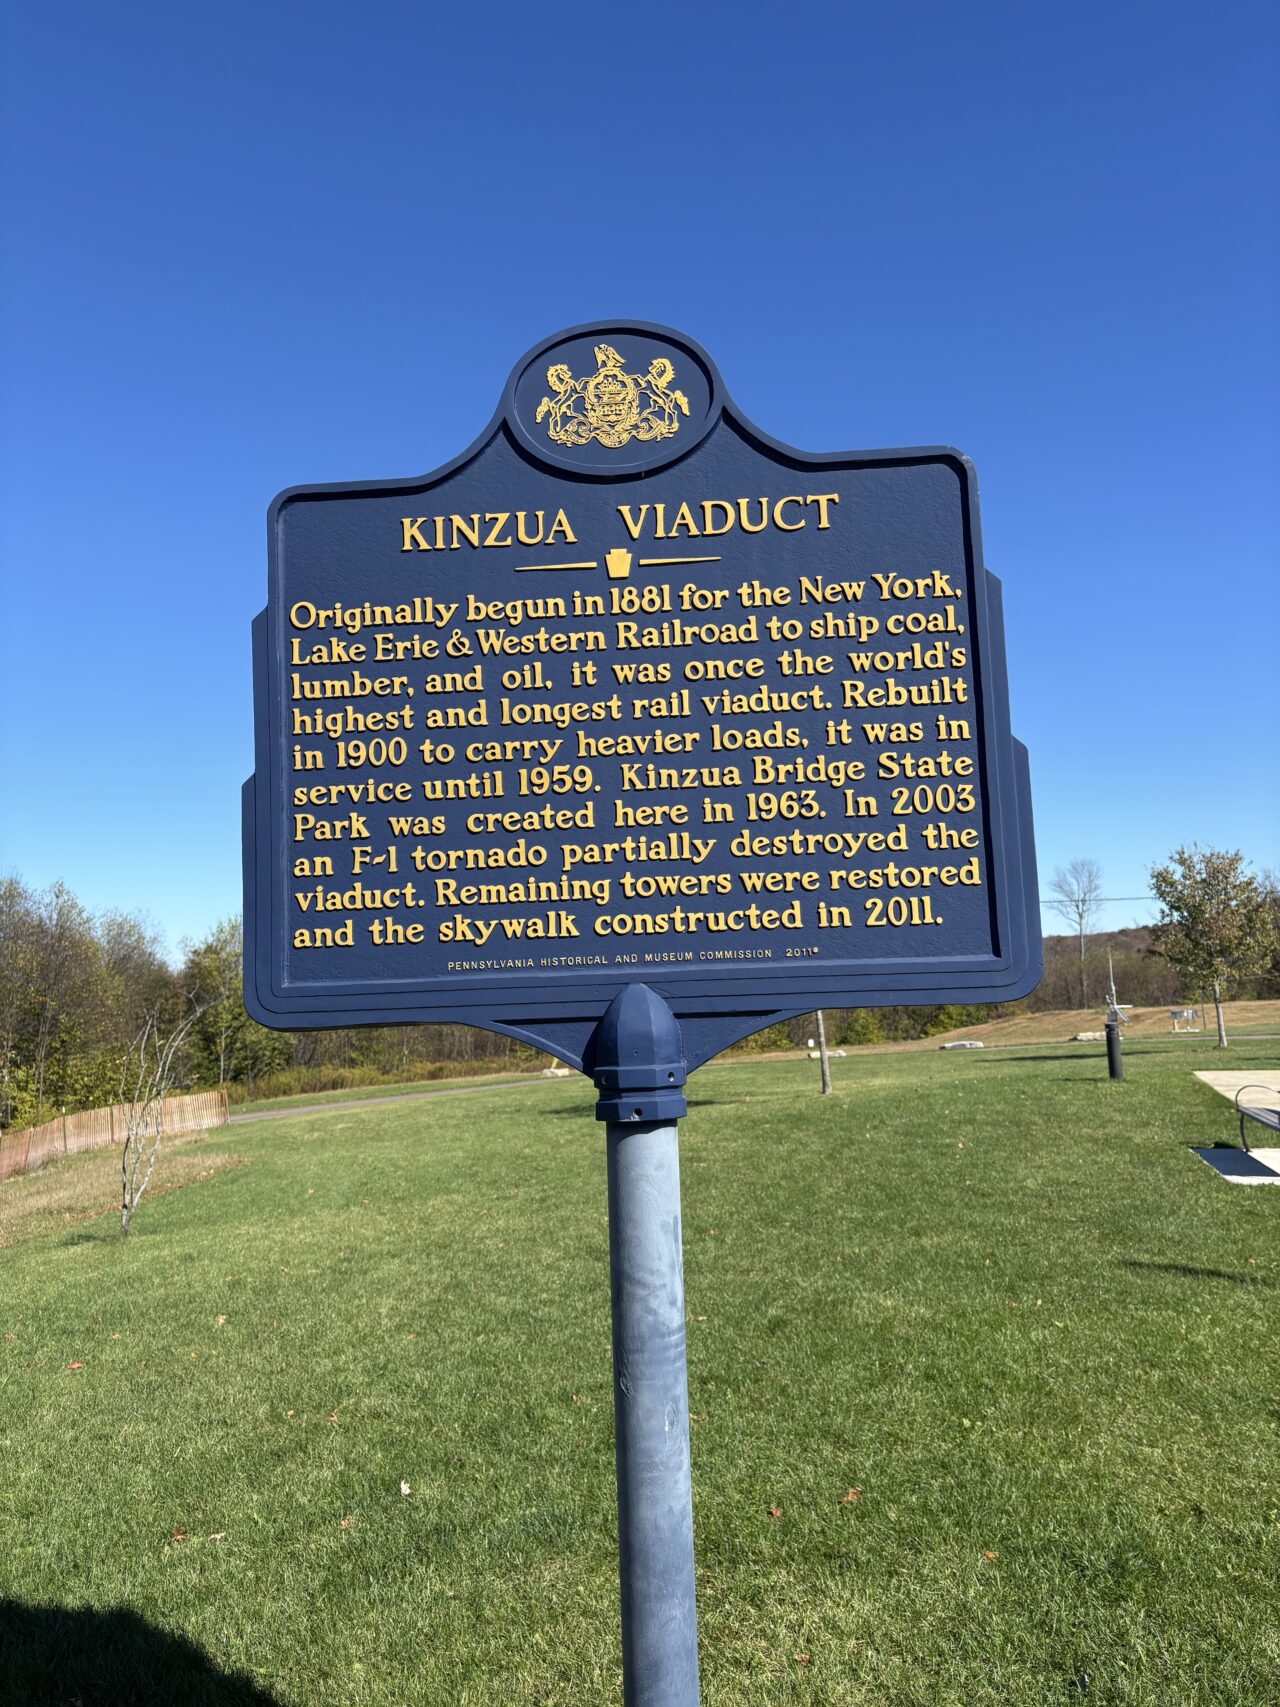 KINZUA VIADUCT
Originally begun in 1881 for the New York,
Lake Erie & Western Railroad to ship coal,
lumber, and oil, it was once the world's
highest and longest rail viaduct. Rebuilt
in 1900 to carry heavier loads, it was in
service until 1959. Kinzua Bridge State
Park was created here in 1963. In 2003
an F-1 tornado partially destroyed the
viaduct. Remaining towers were restored
and the skywalk constructed in 2011.
PENNSYLVANIA HISTORICAL AND MUSEUM COMMISSION 2011